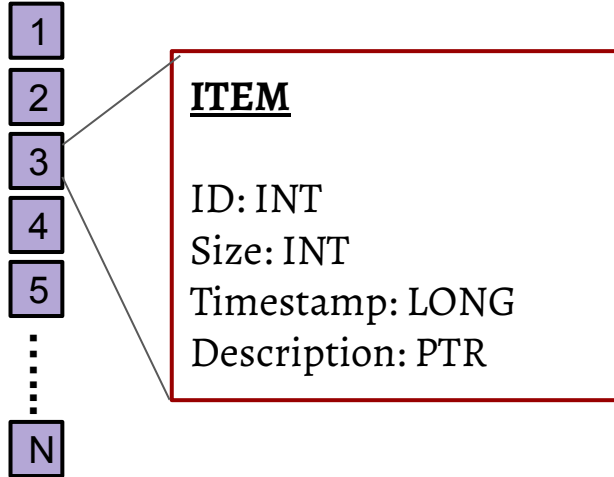 1
2
3
4
5
N
ITEM
ID: INT
Size: INT
Timestamp: LONG
Description: PTR